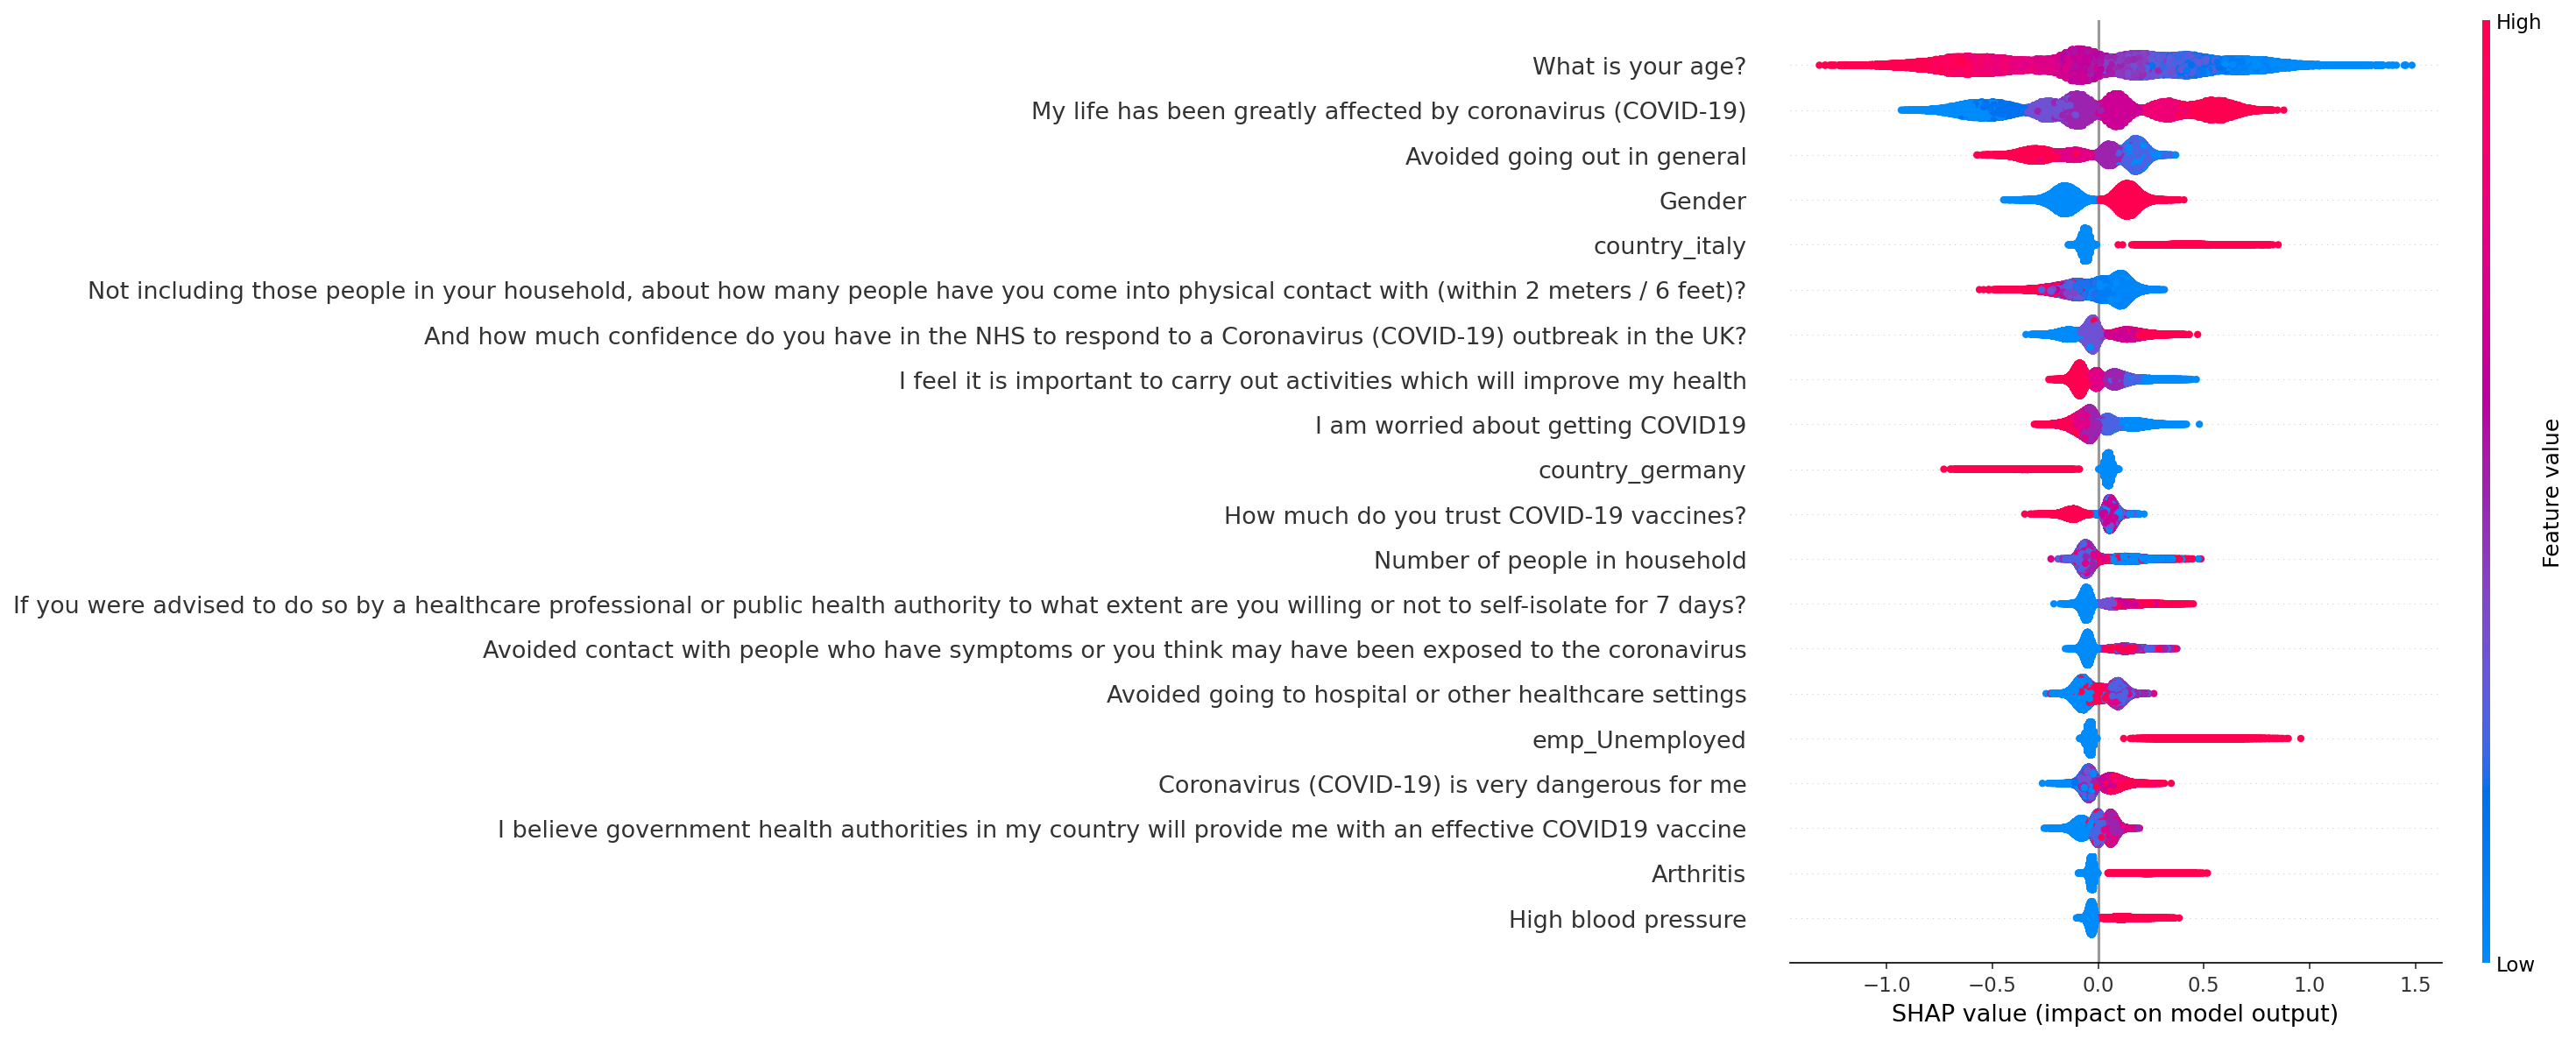 High
What is your age?
My life has been greatly affected by coronavirus (COVID-19)
Avoided going out in general
Gender
country_italy
Not including those people in your household, about how many people have you come into physical contact with (within 2 meters / 6 feet)?
And how much confidence do you have in the NHS to respond to a Coronavirus (COVID-19) outbreak in the UK?
I feel it is important to carry out activities which will improve my health
I am worried about getting COVID19
country_germany
How much do you trust COVID-19 vaccines?
Number of people in household
If you were advised to do so by a healthcare professional or public health authority to what extent are you willing or not to self-isolate for 7 days?
Avoided contact with people who have symptoms or you think may have been exposed to the coronavirus
Avoided going to hospital or other healthcare settings
emp_Unemployed
Coronavirus (COVID-19) is very dangerous for me
I believe government health authorities in my country will provide me with an effective COVID19 vaccine
Arthritis
High blood pressure
Feature value
Low
−1.0 −0.5 0.0 0.5 1.0 1.5
SHAP value (impact on model output)